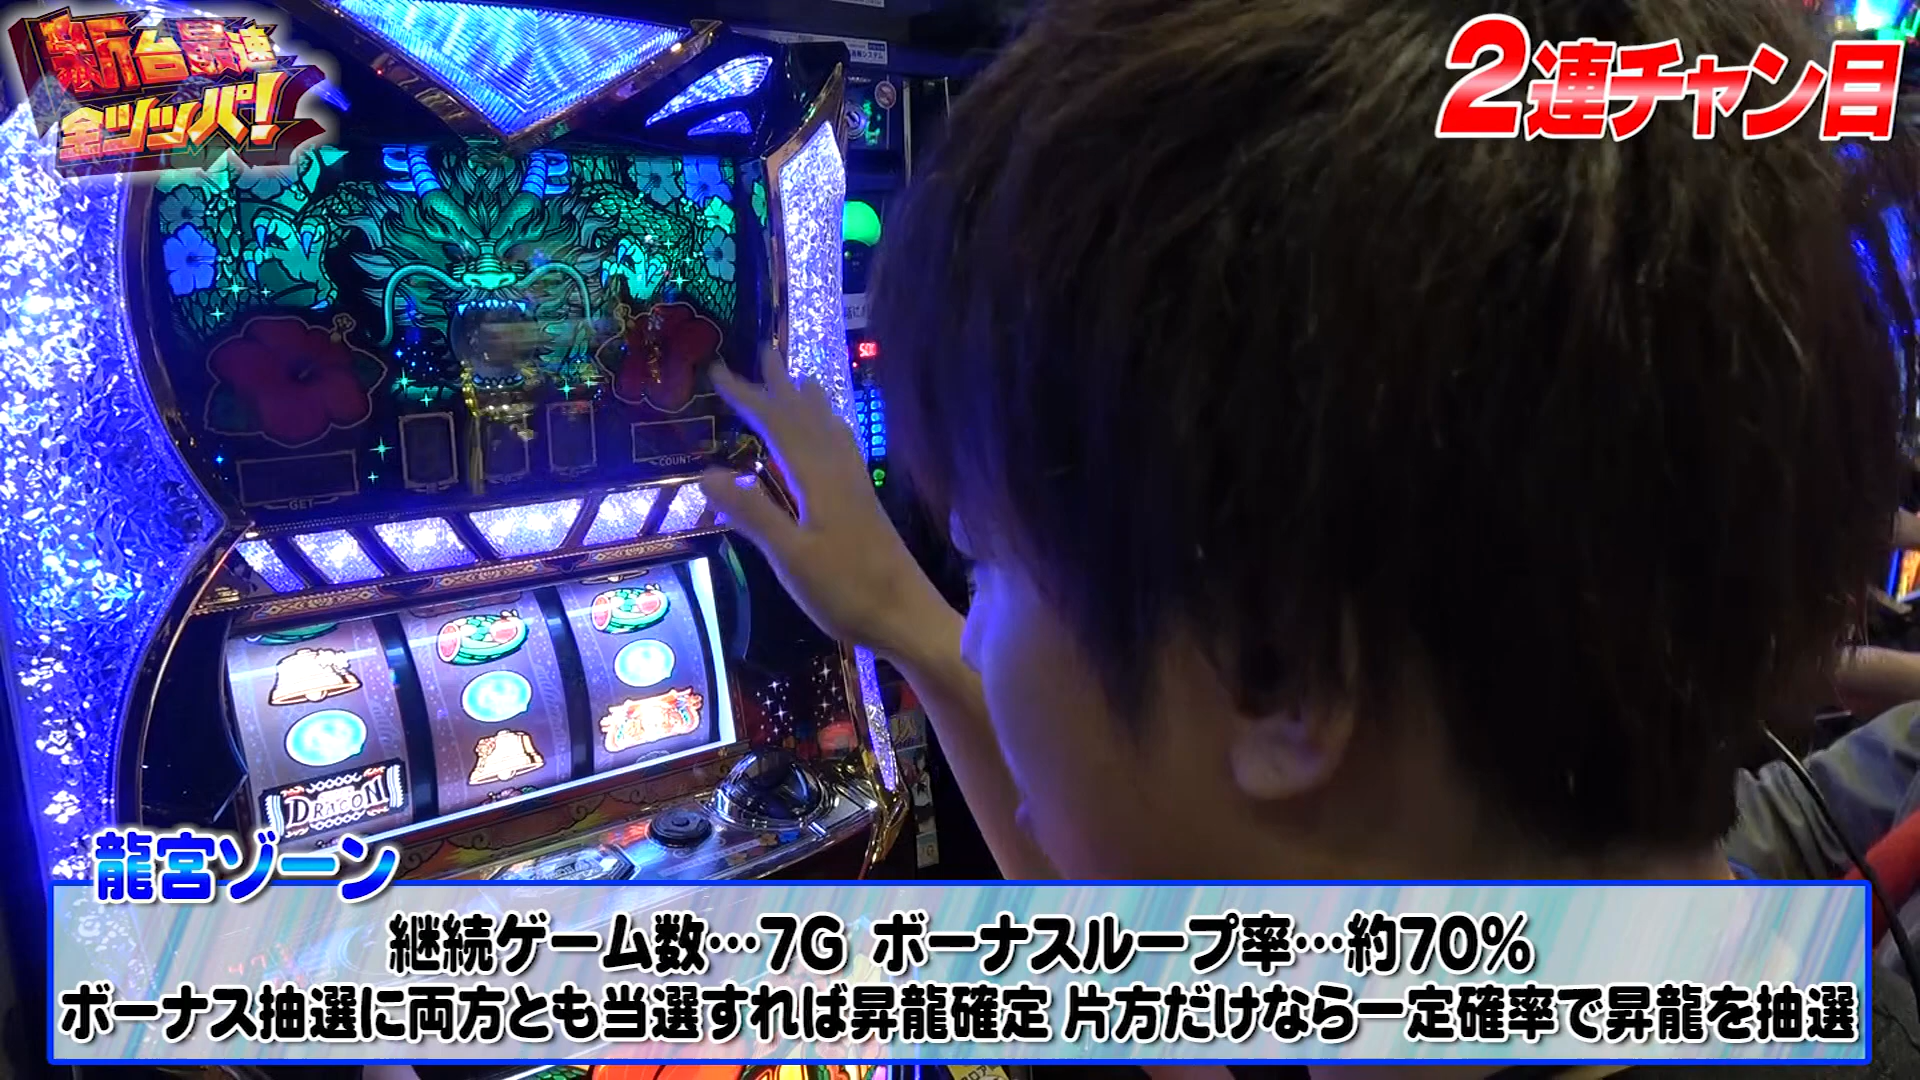 新台最速
全ツッパ!
2連チャン目
GET
COUNT
DRAGON
龍宮ゾーン
継続ゲーム数…7G ボーナスループ率…約70%
ボーナス抽選に両方とも当選すれば昇龍確定 片方だけなら一定確率で昇龍を抽選